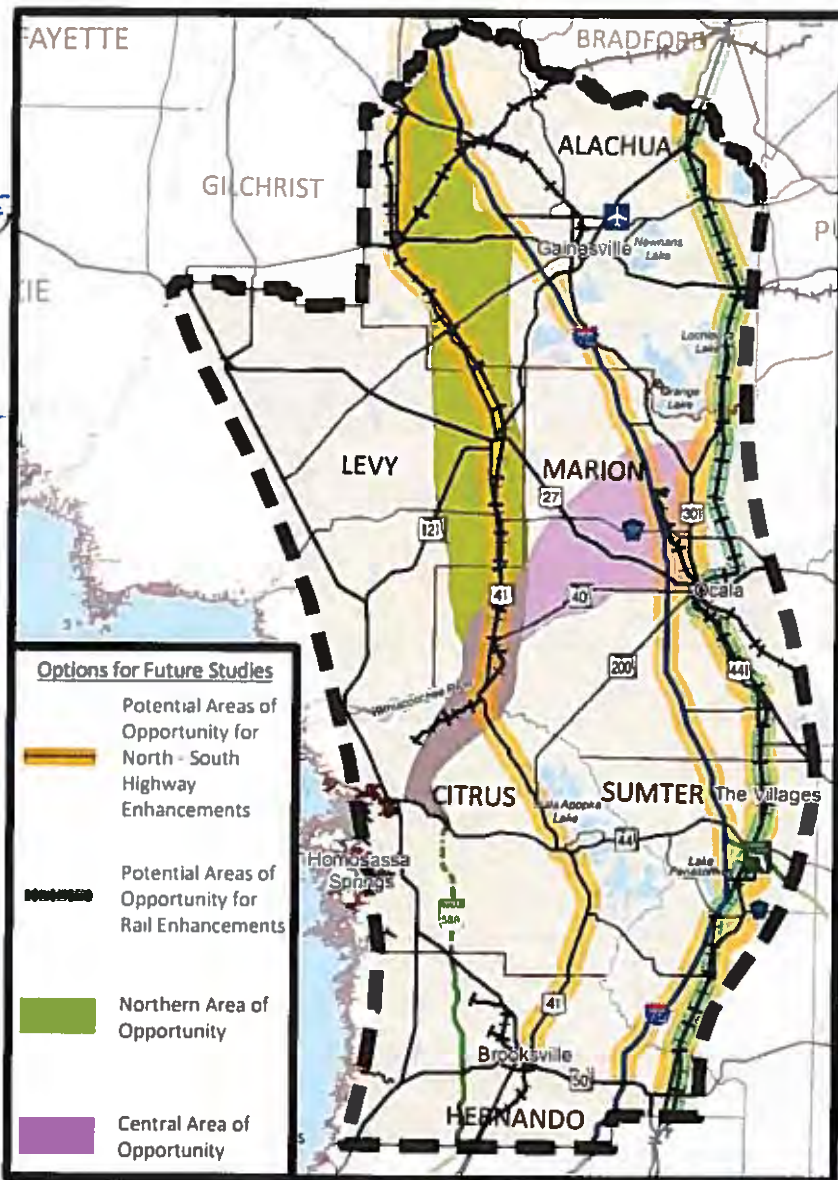 FAYETTE
BRADFORD
ALACHUA
GILCHRIST
Gainesville
Newnans
Lake
Lochloosa
Lake
Orange
Lake
LEVY
MARION
27
301
121
41
40
Ocala
200
441
Options for Future Studies
Potential Areas of
Opportunity for
North - South
Highway
Enhancements
Potential Areas of
Opportunity for
Rail Enhancements
Northern Area of
Opportunity
Central Area of
Opportunity
CITRUS
SUMTER
The Villages
Lake
44
Lake
Homosassa
Springs
41
Brooksville
50
HERNANDO